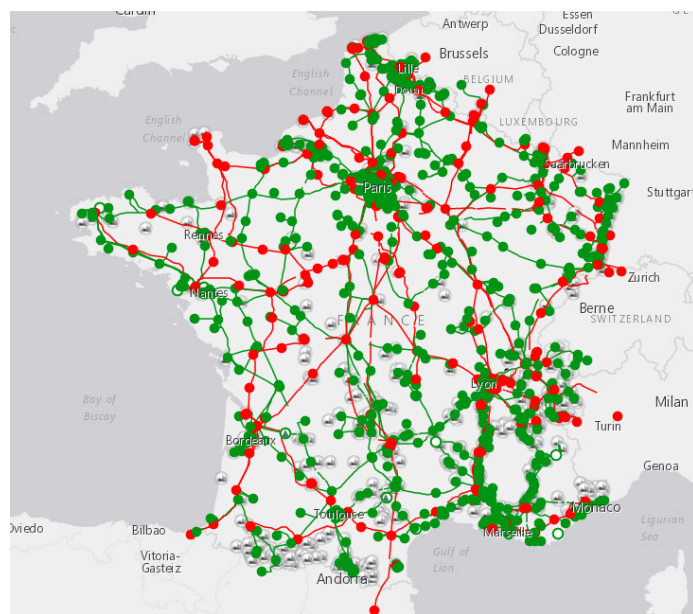 Cardiff
Antwerp
Essen
Dusseldorf
Brussels
Cologne
English
Channel
Lille
BELGIUM
Douai
Frankfurt
am Main
English
Channel
LUXEMBOURG
Mannheim
Saarbrucken
Paris
Stuttgart
Rennes
Zurich
Nantes
Berne
FRANCE
SWITZERLAND
Lyon
Bay of
Biscay
Milan
Turin
Bordeaux
Genoa
Toulouse
Monaco
Oviedo
Bilbao
Marseille
Ligurian
Sea
Vitoria-
Gasteiz
Gulf of
Lion
Andorra